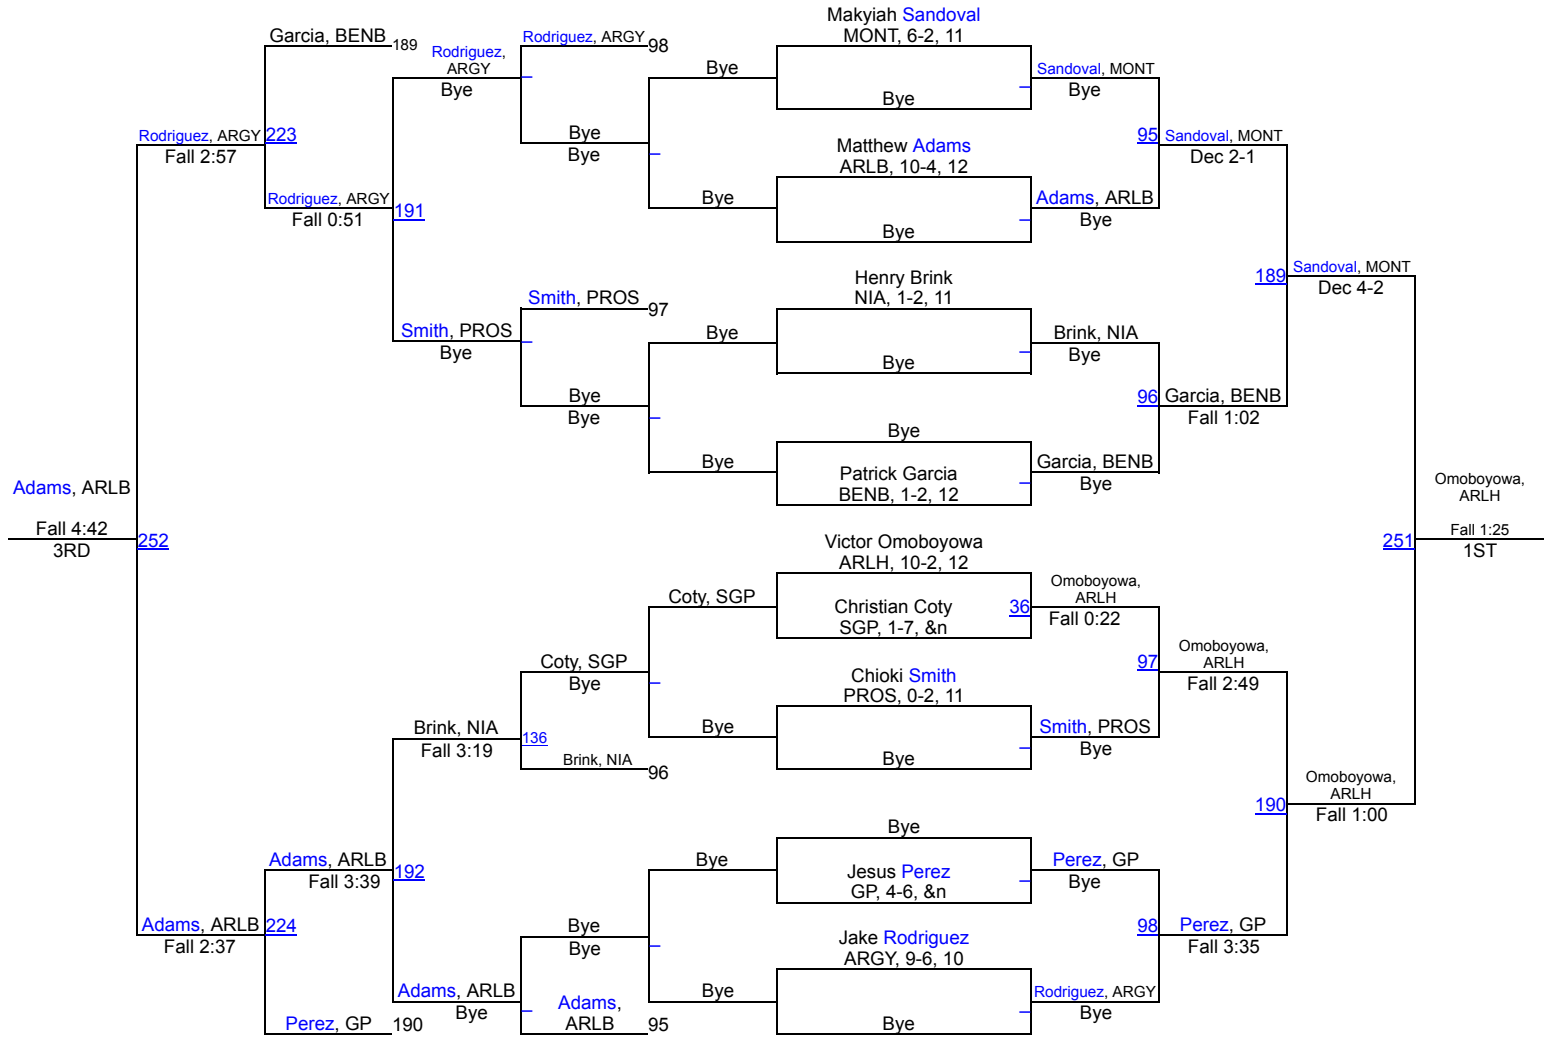 Makyiah Sandoval
MONT, 6-2, 11
Garcia, BENB 189
Rodriguez, ARGY 98
Rodriguez,
ARGY
Bye
Bye
Sandoval, MONT
Bye
Bye
Rodriguez, ARGY 223
Fall 2:57
Bye
Bye
Matthew Adams
ARLB, 10-4, 12
95 Sandoval, MONT
Dec 2-1
Rodriguez, ARGY 191
Fall 0:51
Bye
Adams, ARLB
Bye
Bye
Henry Brink
NIA, 1-2, 11
189 Sandoval, MONT
Dec 4-2
Smith, PROS 97
Smith, PROS
Bye
Bye
Brink, NIA
Bye
Bye
Bye
Bye
96 Garcia, BENB
Fall 1:02
Bye
Bye
Garcia, BENB
Bye
Patrick Garcia
BENB, 1-2, 12
Adams, ARLB
Fall 4:42
3RD
252
Omoboyowa,
ARLH
Fall 1:25
1ST
251
Victor Omoboyowa
ARLH, 10-2, 12
Coty, SGP
Christian Coty
SGP, 1-7, &n
36
Omoboyowa,
ARLH
Fall 0:22
Coty, SGP
Bye
97
Omoboyowa,
ARLH
Fall 2:49
Chioki Smith
PROS, 0-2, 11
Brink, NIA
Fall 3:19
136
Bye
Smith, PROS
Bye
Bye
Brink, NIA 96
190
Omoboyowa,
ARLH
Fall 1:00
Bye
Adams, ARLB
Fall 3:39
192
Bye
Jesus Perez
GP, 4-6, &n
Perez, GP
Bye
Adams, ARLB 224
Fall 2:37
Bye
Bye
98 Perez, GP
Fall 3:35
Jake Rodriguez
ARGY, 9-6, 10
Adams, ARLB
Bye
Adams,
ARLB 95
Bye
Rodriguez, ARGY
Bye
Perez, GP 190
Bye